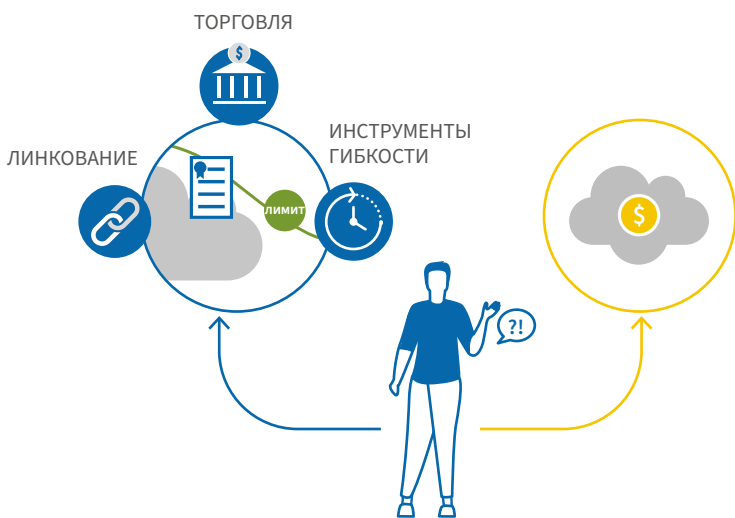 ТОРГОВЛЯ
$
ИНСТРУМЕНТЫ
ГИБКОСТИ
ЛИНКОВАНИЕ
ЛИМИТ
$
?!